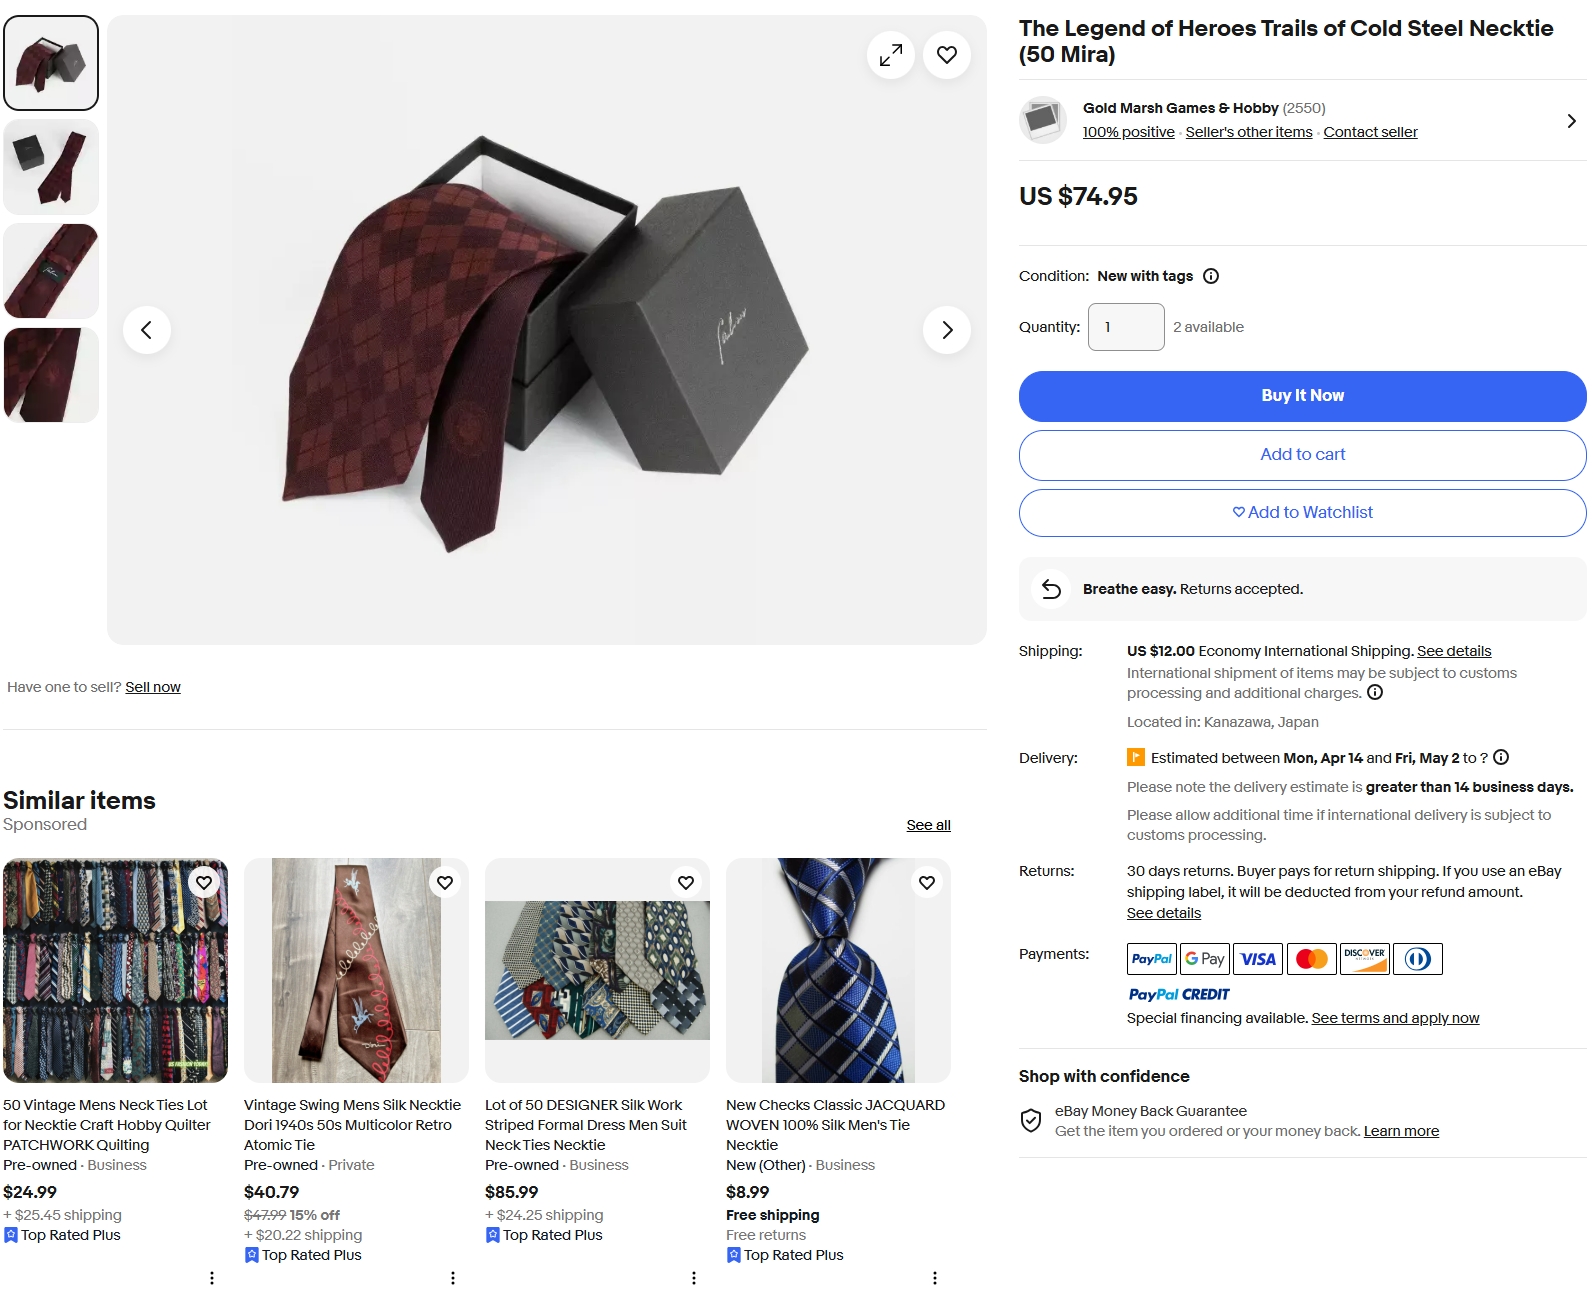 The Legend of Heroes Trails of Cold Steel Necktie
(50 Mira)
Gold Marsh Games & Hobby (2550)
100% positive · Seller's other items · Contact seller
US $74.95
Condition: New with tags
Quantity: 1 2 available
Buy It Now
Add to cart
Add to Watchlist
Breathe easy. Returns accepted.
Shipping: US $12.00 Economy International Shipping. See details
International shipment of items may be subject to customs
processing and additional charges.
Located in: Kanazawa, Japan
Delivery: Estimated between Mon, Apr 14 and Fri, May 2 to ?
Please note the delivery estimate is greater than 14 business days.
Please allow additional time if international delivery is subject to
customs processing.
Returns: 30 days returns. Buyer pays for return shipping. If you use an eBay
shipping label, it will be deducted from your refund amount.
See details
Payments: PayPal G Pay VISA DISCOVER
PayPal CREDIT
Special financing available. See terms and apply now
Shop with confidence
eBay Money Back Guarantee
Get the item you ordered or your money back. Learn more
Have one to sell? Sell now
Similar items
Sponsored
See all
50 Vintage Mens Neck Ties Lot
for Necktie Craft Hobby Quilter
PATCHWORK Quilting
Pre-owned · Business
$24.99
+ $25.45 shipping
Top Rated Plus
Vintage Swing Mens Silk Necktie
Dori 1940s 50s Multicolor Retro
Atomic Tie
Pre-owned · Private
$40.79
$47.99 15% off
+ $20.22 shipping
Top Rated Plus
Lot of 50 DESIGNER Silk Work
Striped Formal Dress Men Suit
Neck Ties Necktie
Pre-owned · Business
$85.99
+ $24.25 shipping
Top Rated Plus
New Checks Classic JACQUARD
WOVEN 100% Silk Men's Tie
Necktie
New (Other) · Business
$8.99
Free shipping
Free returns
Top Rated Plus